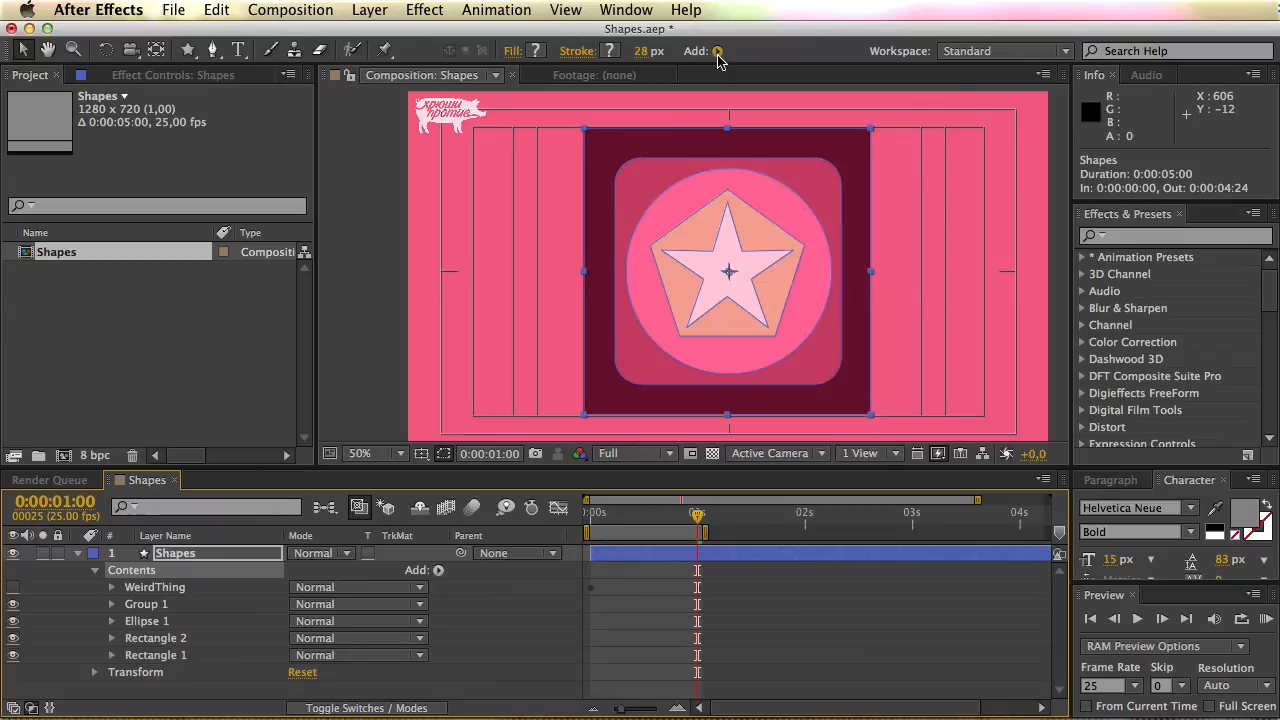 After Effects File Edit Composition Layer Effect Animation View Window Help
Shapes.aep *
Fill: ? Stroke: ? 28 px Add: Workspace: Standard Search Help
Project Effect Controls: Shapes Composition: Shapes Footage: (none) Info Audio
Shapes
1280 x 720 (1,00)
Δ 0:00:05:00, 25,00 fps
хрюши
против
R :
G :
B :
A : 0
X : 606
Y : -12
Shapes
Duration: 0:00:05:00
In: 0:00:00:00, Out: 0:00:04:24
Effects & Presets
Name Type
Shapes Compositi
* Animation Presets
3D Channel
Audio
Blur & Sharpen
Channel
Color Correction
Dashwood 3D
DFT Composite Suite Pro
Digieffects FreeForm
Digital Film Tools
Distort
Expression Controls
8 bpc
50% 0:00:01:00 Full Active Camera 1 View +0,0
Render Queue Shapes Paragraph Character
0:00:01:00
00025 (25.00 fps)
:00s 02s 03s 04s
Helvetica Neue
Bold
15 px 83 px
# Layer Name Mode T TrkMat Parent
1 Shapes Normal None
Contents Add:
WeirdThing Normal
Group 1 Normal
Ellipse 1 Normal
Rectangle 2 Normal
Rectangle 1 Normal
Transform Reset
Toggle Switches / Modes
Preview
RAM Preview Options
Frame Rate Skip Resolution
25 0 Auto
From Current Time Full Screen